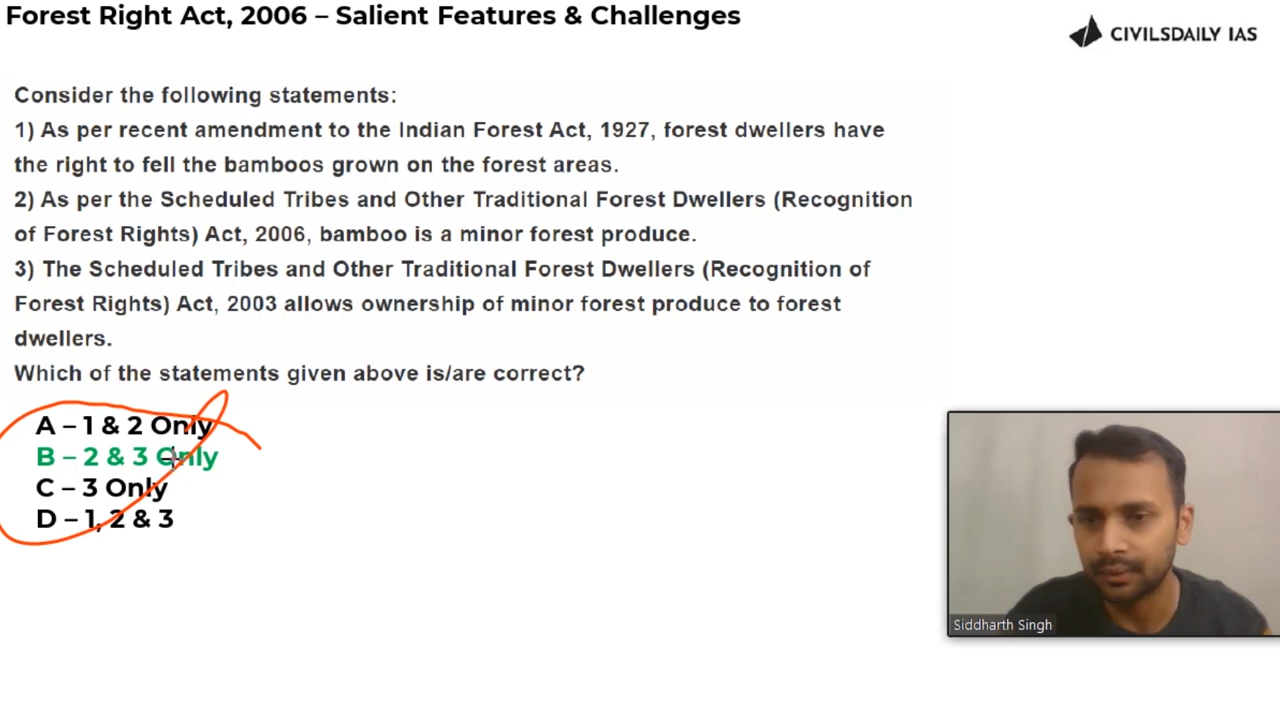 Forest Right Act, 2006 – Salient Features & Challenges
CIVILSDAILY IAS
Consider the following statements:
1) As per recent amendment to the Indian Forest Act, 1927, forest dwellers have
the right to fell the bamboos grown on the forest areas.
2) As per the Scheduled Tribes and Other Traditional Forest Dwellers (Recognition
of Forest Rights) Act, 2006, bamboo is a minor forest produce.
3) The Scheduled Tribes and Other Traditional Forest Dwellers (Recognition of
Forest Rights) Act, 2003 allows ownership of minor forest produce to forest
dwellers.
Which of the statements given above is/are correct?
A – 1 & 2 Only
B – 2 & 3 Only
C – 3 Only
D – 1, 2 & 3
Siddharth Singh